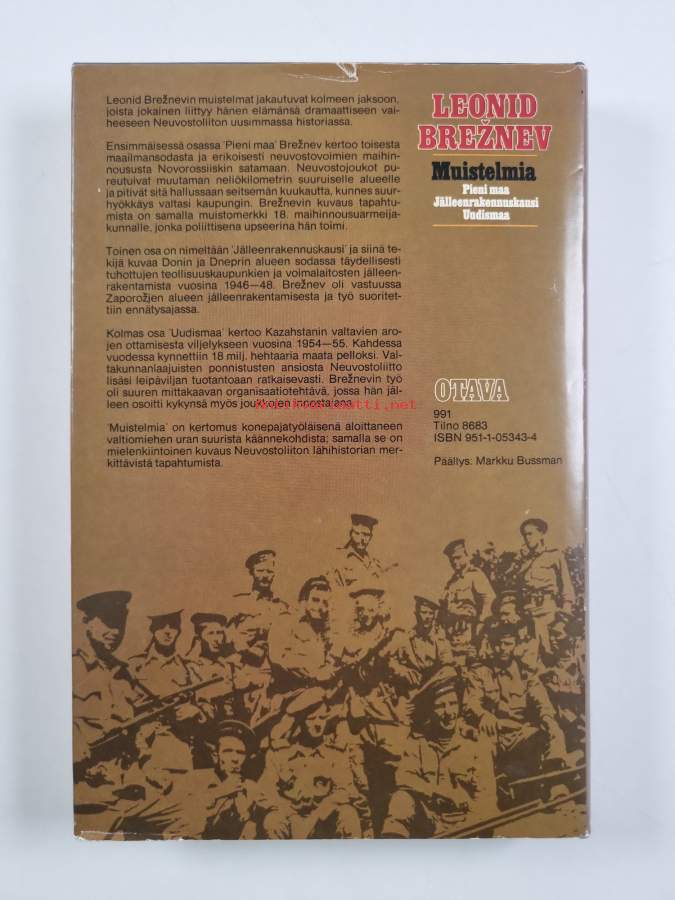 Leonid Brežnevin muistelmat jakautuvat kolmeen jaksoon,
joista jokainen liittyy hänen elämänsä dramaattiseen vai-
heeseen Neuvostoliiton uusimmassa historiassa.
Ensimmäisessä osassa 'Pieni maa' Brežnev kertoo toisesta
maailmansodasta ja erikoisesti neuvostovoimien maihin-
noususta Novorossiiskin satamaan. Neuvostojoukot pu-
reutuivat muutaman neliökilometrin suuruiselle alueelle
ja pitivät sitä hallussaan seitsemän kuukautta, kunnes suur-
hyökkäys valtasi kaupungin. Brežnevin kuvaus tapahtu-
mista on samalla muistomerkki 18. maihinnousuarmeija-
kunnalle, jonka poliittisena upseerina hän toimi.
Toinen osa on nimeltään 'Jälleenrakennuskausi' ja siinä te-
kijä kuvaa Donin ja Dneprin alueen sodassa täydellisesti
tuhottujen teollisuuskaupunkien ja voimalaitosten jälleen-
rakentamista vuosina 1946—48. Brežnev oli vastuussa
Zaporožjen alueen jälleenrakentamisesta ja työ suoritet-
tiin ennätysajassa.
Kolmas osa 'Uudismaa' kertoo Kazahstanin valtavien aro-
jen ottamisesta viljelykseen vuosina 1954—55. Kahdessa
vuodessa kynnettiin 18 milj. hehtaaria maata pelloksi. Val-
takunnanlaajuisten ponnistusten ansiosta Neuvostoliitto
lisäsi leipäviljan tuotantoaan ratkaisevasti. Brežnevin työ
oli suuren mittakaavan organisaatiotehtävä, jossa hän jäl-
leen osoitti kykynsä myös joukkojen innostajana.
'Muistelmia' on kertomus konepajatyöläisenä aloittaneen
valtiomiehen uran suurista käännekohdista; samalla se on
mielenkiintoinen kuvaus Neuvostoliiton lähihistorian mer-
kittävistä tapahtumista.
LEONID
BREŽNEV
Muistelmia
Pieni maa
Jälleenrakennuskausi
Uudismaa
OTAVA
991
Tilno 8683
ISBN 951-1-05343-4
Päällys: Markku Bussman